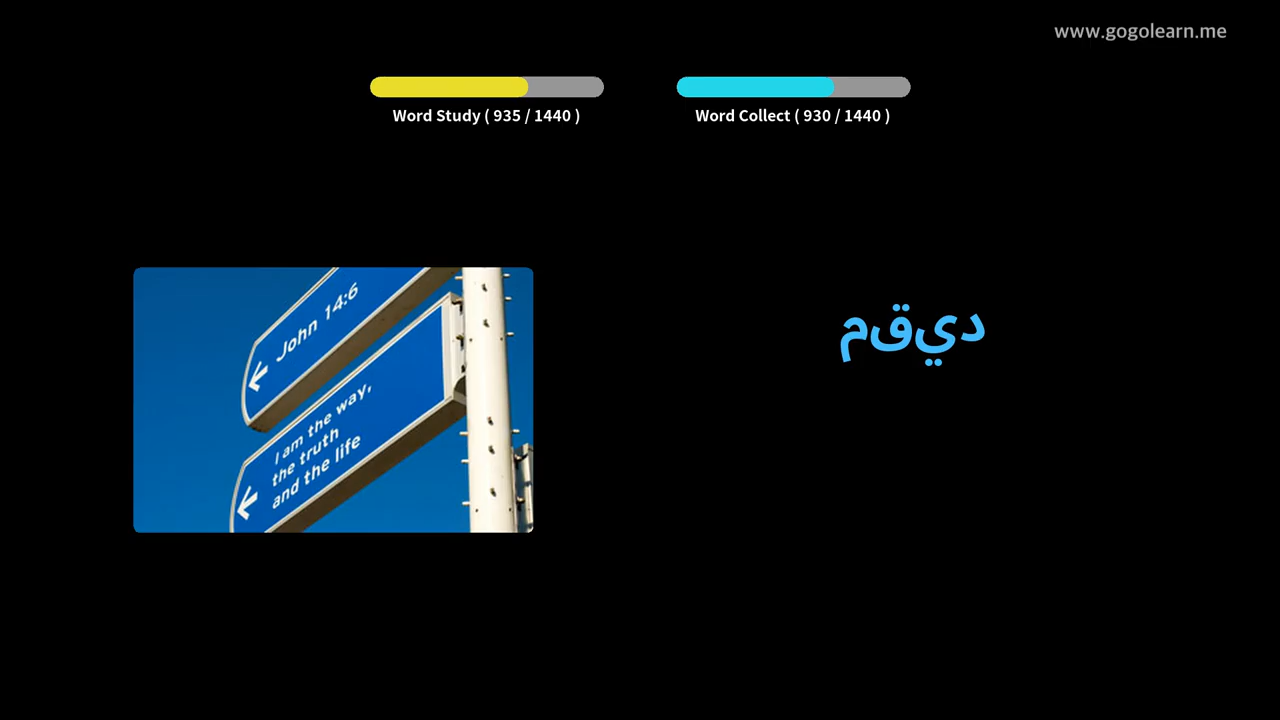 www.gogolearn.me
Word Study ( 935 / 1440 )
Word Collect ( 930 / 1440 )
John 14:6
I am the way,
the truth
and the life
ديقم